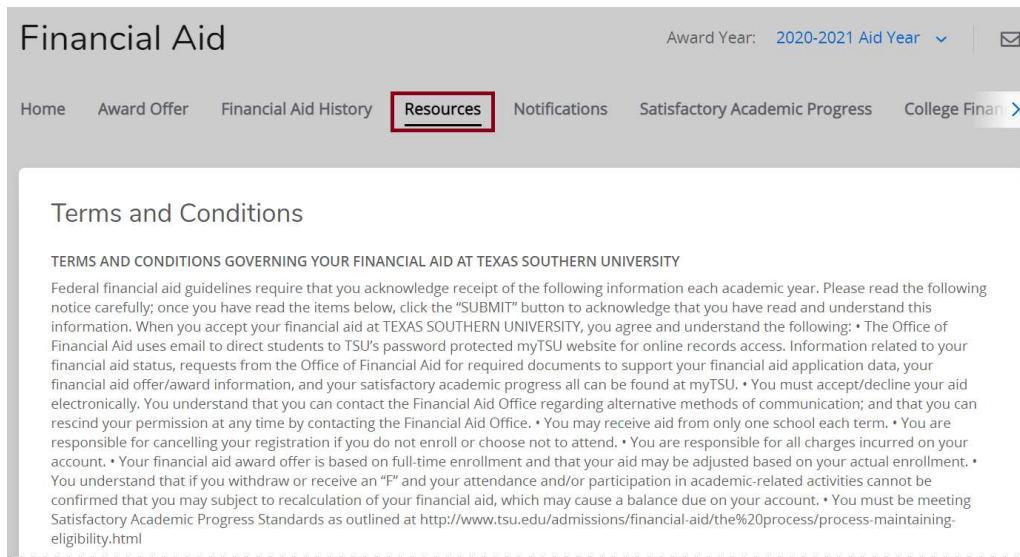 Financial Aid
Award Year: 2020-2021 Aid Year
Home Award Offer Financial Aid History Resources Notifications Satisfactory Academic Progress College Finan
Terms and Conditions
TERMS AND CONDITIONS GOVERNING YOUR FINANCIAL AID AT TEXAS SOUTHERN UNIVERSITY
Federal financial aid guidelines require that you acknowledge receipt of the following information each academic year. Please read the following
notice carefully; once you have read the items below, click the “SUBMIT” button to acknowledge that you have read and understand this
information. When you accept your financial aid at TEXAS SOUTHERN UNIVERSITY, you agree and understand the following: • The Office of
Financial Aid uses email to direct students to TSU’s password protected myTSU website for online records access. Information related to your
financial aid status, requests from the Office of Financial Aid for required documents to support your financial aid application data, your
financial aid offer/award information, and your satisfactory academic progress all can be found at myTSU. • You must accept/decline your aid
electronically. You understand that you can contact the Financial Aid Office regarding alternative methods of communication; and that you can
rescind your permission at any time by contacting the Financial Aid Office. • You may receive aid from only one school each term. • You are
responsible for cancelling your registration if you do not enroll or choose not to attend. • You are responsible for all charges incurred on your
account. • Your financial aid award offer is based on full-time enrollment and that your aid may be adjusted based on your actual enrollment. •
You understand that if you withdraw or receive an “F” and your attendance and/or participation in academic-related activities cannot be
confirmed that you may subject to recalculation of your financial aid, which may cause a balance due on your account. • You must be meeting
Satisfactory Academic Progress Standards as outlined at http://www.tsu.edu/admissions/financial-aid/the%20process/process-maintaining-
eligibility.html